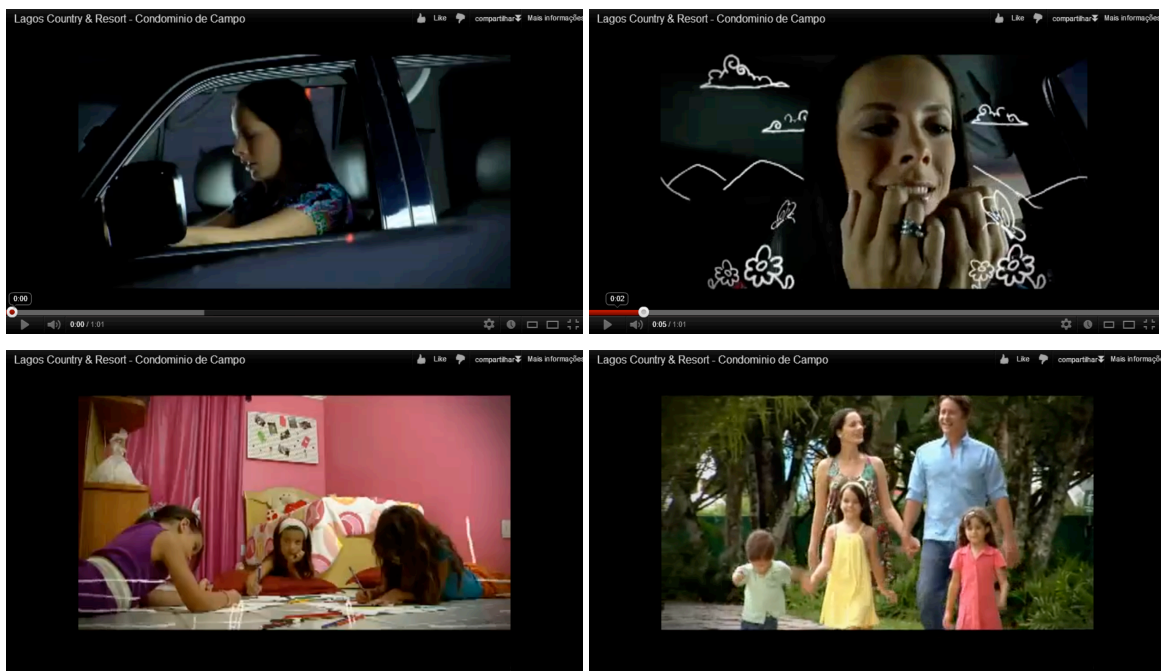 Lagos Country & Resort - Condominio de Campo Like compartilhar Mais informações
0:00
0:00 / 1:01
Lagos Country & Resort - Condominio de Campo Like compartilhar Mais informações
0:02
0:05 / 1:01
Lagos Country & Resort - Condominio de Campo Like compartilhar Mais informações
Lagos Country & Resort - Condominio de Campo Like compartilhar Mais informaçõe